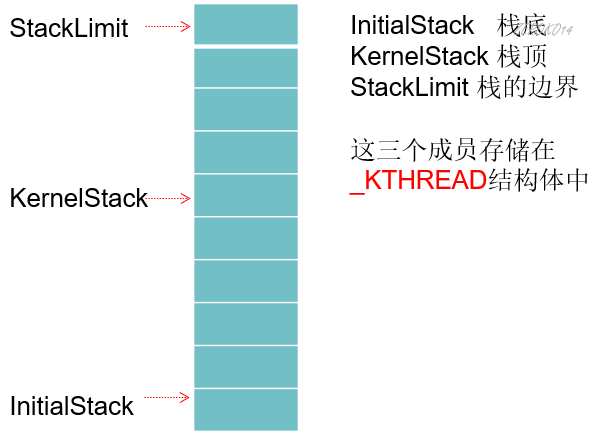 StackLimit
KernelStack
InitialStack
InitialStack 栈底
KernelStack 栈顶
StackLimit 栈的边界
这三个成员存储在
_KTHREAD结构体中